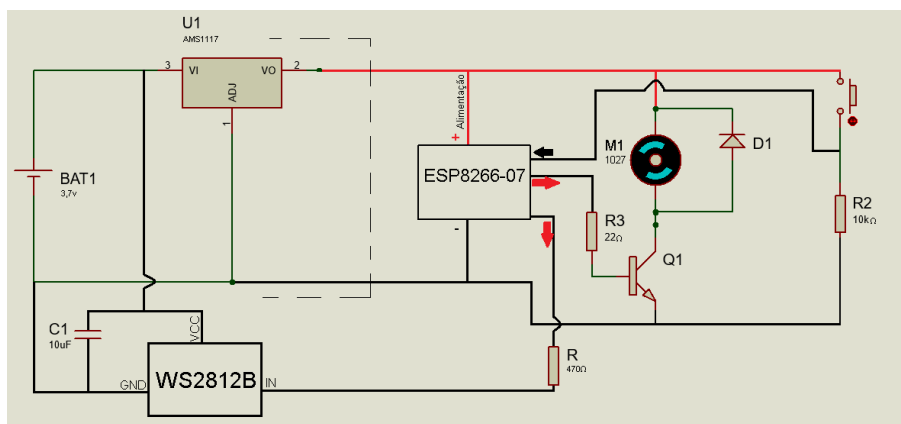 U1
AMS1117
3
VI
VO
2
ADJ
1
BAT1
3,7v
Alimentação
+
ESP8266-07
-
M1
1027
D1
R3
22Ω
Q1
R2
10kΩ
C1
10uF
VCC
GND
WS2812B
IN
R
470Ω